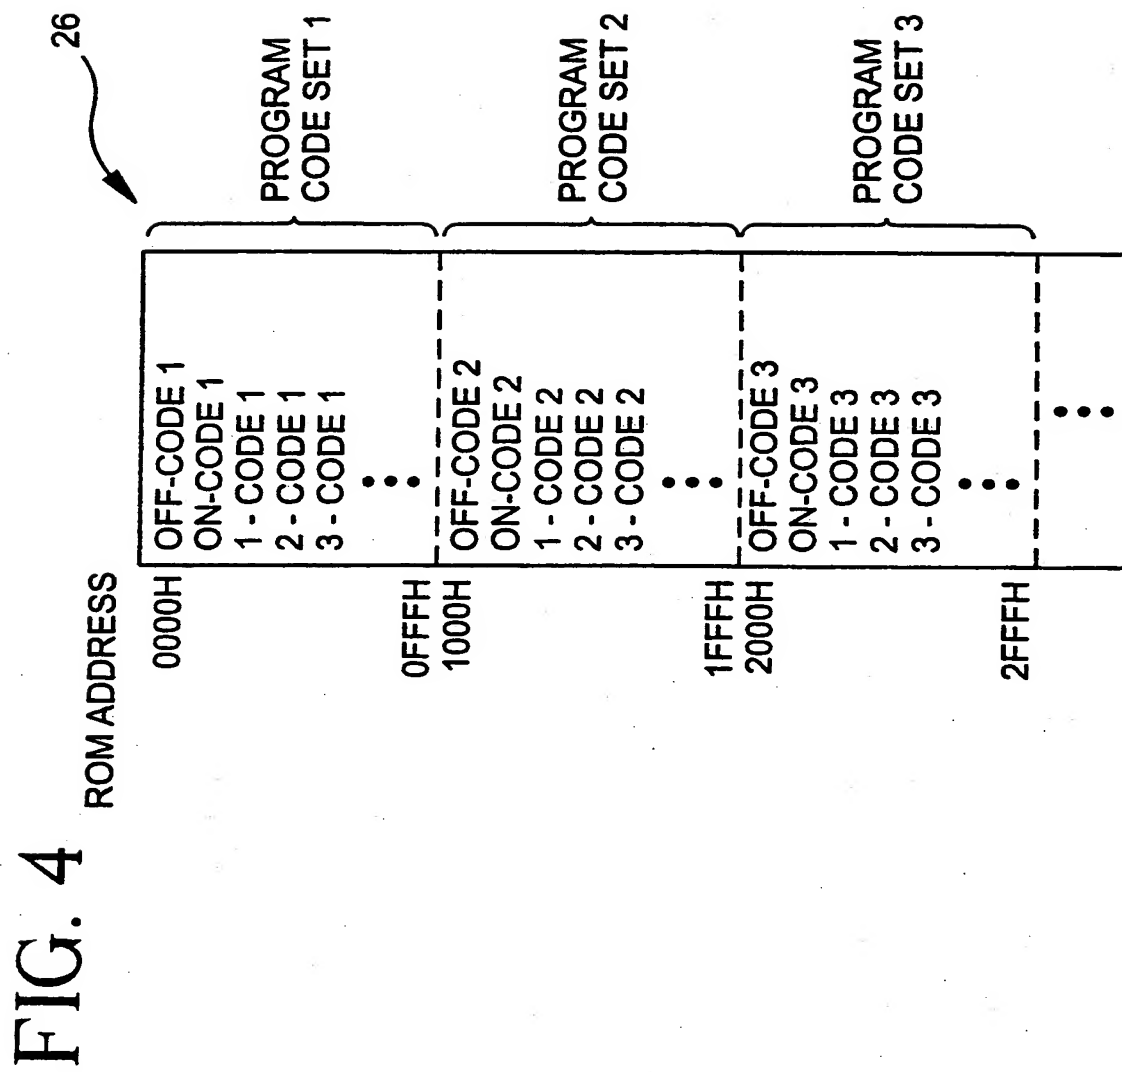 FIG. 4
26
ROM ADDRESS
0000H
OFF-CODE 1
ON-CODE 1
1 - CODE 1
2 - CODE 1
3 - CODE 1
0FFFH
PROGRAM
CODE SET 1
1000H
OFF-CODE 2
ON-CODE 2
1 - CODE 2
2 - CODE 2
3 - CODE 2
1FFFH
PROGRAM
CODE SET 2
2000H
OFF-CODE 3
ON-CODE 3
1 - CODE 3
2 - CODE 3
3 - CODE 3
2FFFH
PROGRAM
CODE SET 3